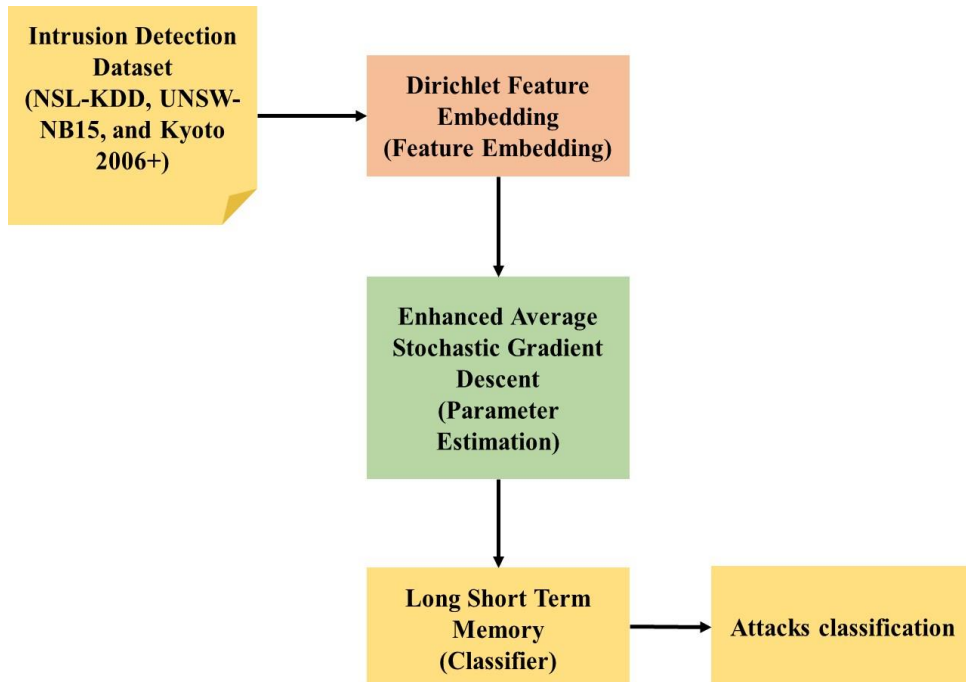 Intrusion Detection
Dataset
(NSL-KDD, UNSW-
NB15, and Kyoto
2006+)
Dirichlet Feature
Embedding
(Feature Embedding)
Enhanced Average
Stochastic Gradient
Descent
(Parameter
Estimation)
Long Short Term
Memory
(Classifier)
Attacks classification